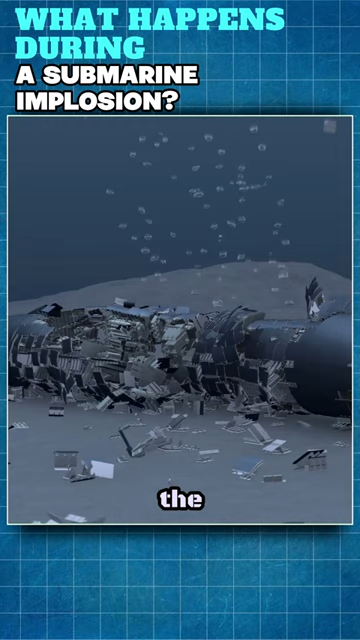 WHAT HAPPENS
DURING
A SUBMARINE
IMPLOSION?
the